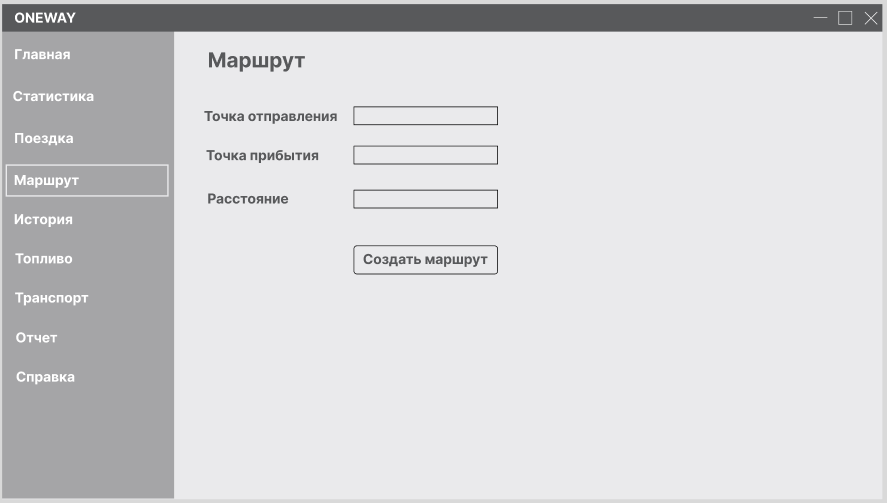 ONEWAY
Главная
Статистика
Поездка
Маршрут
История
Топливо
Транспорт
Отчет
Справка
Маршрут
Точка отправления
Точка прибытия
Расстояние
Создать маршрут